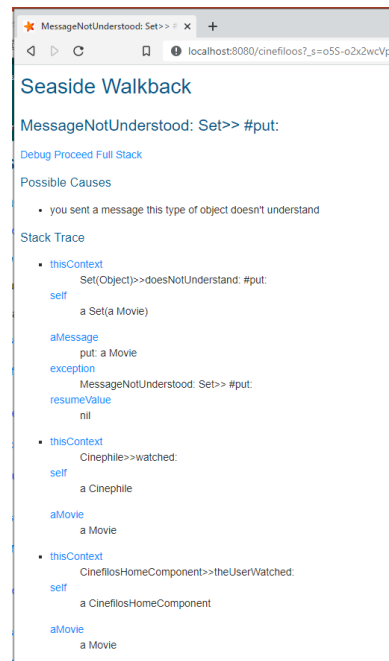 MessageNotUnderstood: Set>> #
localhost:8080/cinefiloos?_s=o5S-o2x2wcVp
Seaside Walkback
MessageNotUnderstood: Set>> #put:
Debug Proceed Full Stack
Possible Causes
you sent a message this type of object doesn't understand
Stack Trace
thisContext
Set(Object)>>doesNotUnderstand: #put:
self
a Set(a Movie)
aMessage
put: a Movie
exception
MessageNotUnderstood: Set>> #put:
resumeValue
nil
thisContext
Cinephile>>watched:
self
a Cinephile
aMovie
a Movie
thisContext
CinefilosHomeComponent>>theUserWatched:
self
a CinefilosHomeComponent
aMovie
a Movie